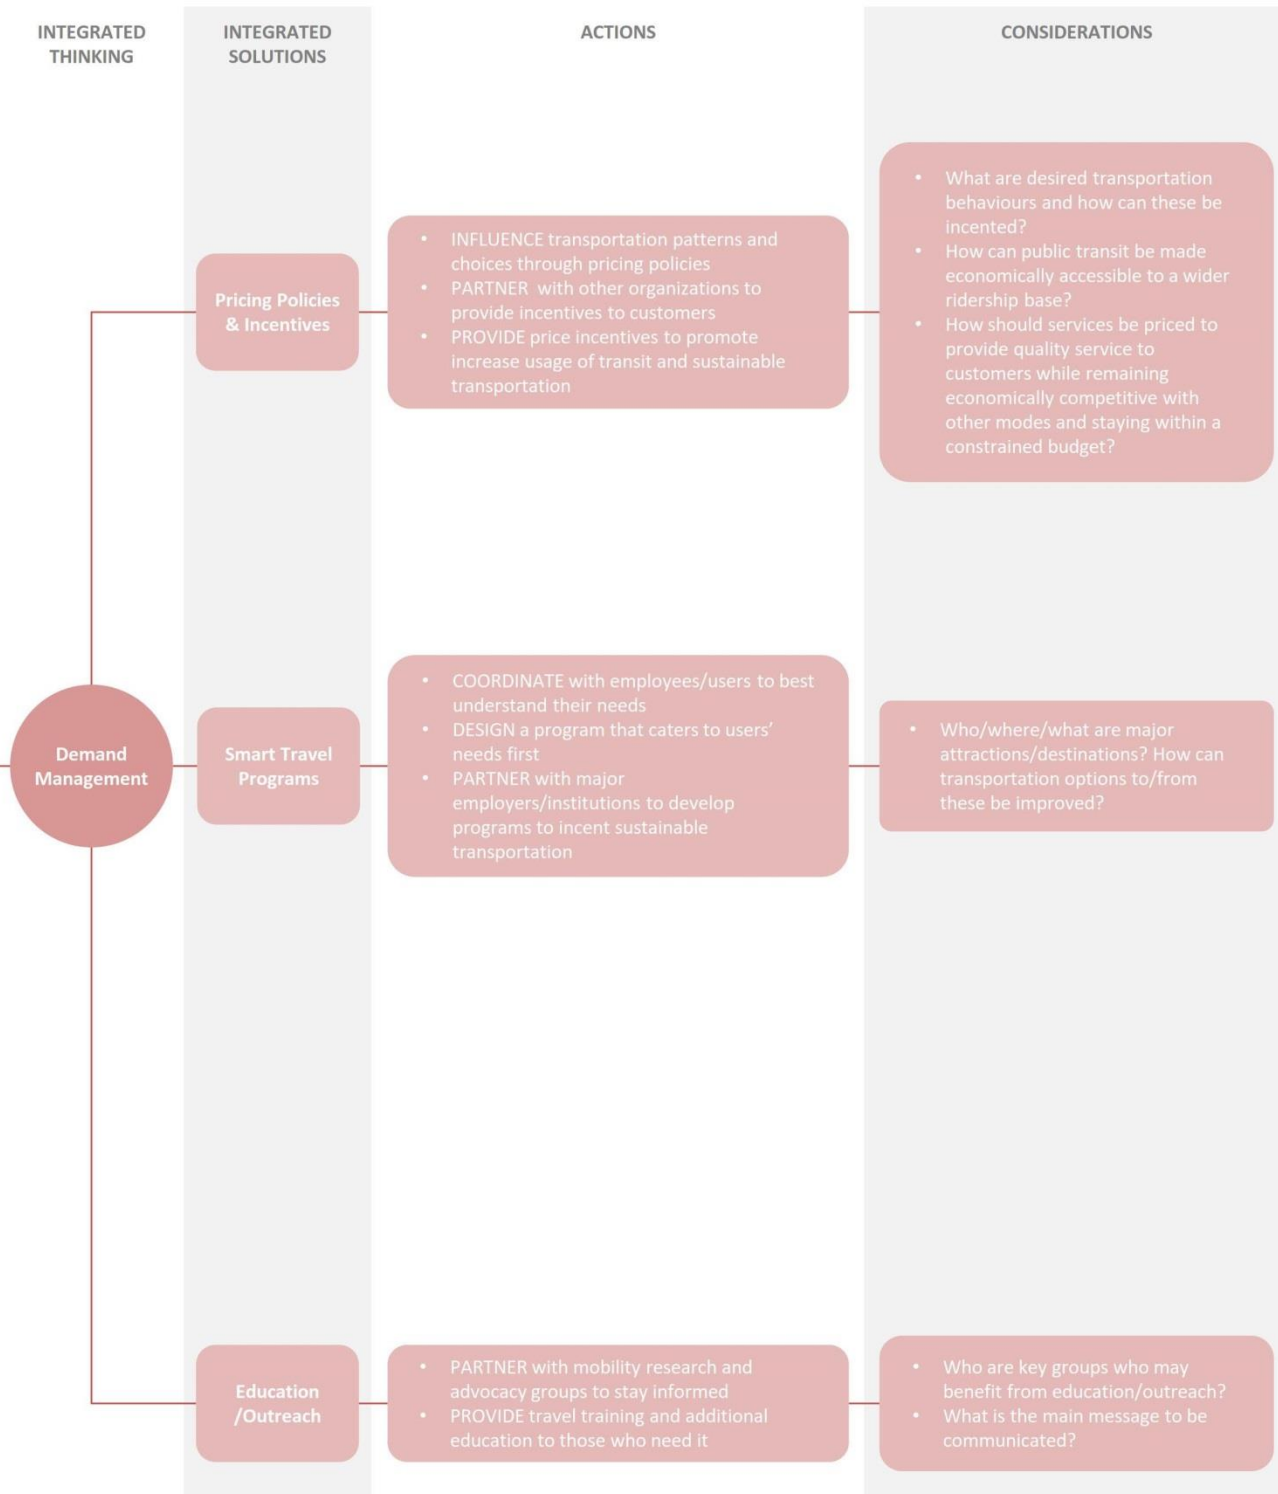 INTEGRATED
THINKING
INTEGRATED
SOLUTIONS
ACTIONS
CONSIDERATIONS
Pricing Policies
& Incentives
• INFLUENCE transportation patterns and
choices through pricing policies
• PARTNER with other organizations to
provide incentives to customers
• PROVIDE price incentives to promote
increase usage of transit and sustainable
transportation
• What are desired transportation
behaviours and how can these be
incented?
• How can public transit be made
economically accessible to a wider
ridership base?
• How should services be priced to
provide quality service to
customers while remaining
economically competitive with
other modes and staying within a
constrained budget?
Demand
Management
Smart Travel
Programs
• COORDINATE with employees/users to best
understand their needs
• DESIGN a program that caters to users’
needs first
• PARTNER with major
employers/institutions to develop
programs to incent sustainable
transportation
• Who/where/what are major
attractions/destinations? How can
transportation options to/from
these be improved?
Education
/Outreach
• PARTNER with mobility research and
advocacy groups to stay informed
• PROVIDE travel training and additional
education to those who need it
• Who are key groups who may
benefit from education/outreach?
• What is the main message to be
communicated?